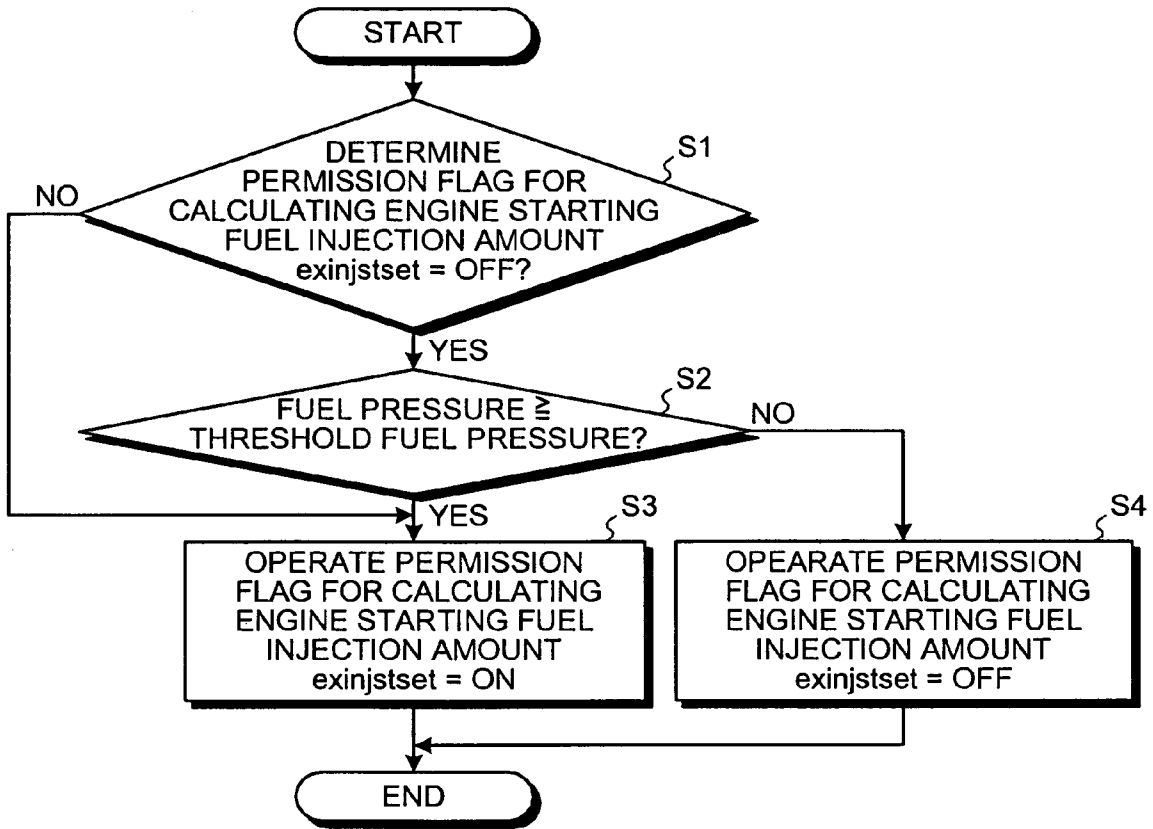 START
DETERMINE
PERMISSION FLAG FOR
CALCULATING ENGINE STARTING
FUEL INJECTION AMOUNT
exinjstset = OFF?
S1
NO
YES
FUEL PRESSURE ≧
THRESHOLD FUEL PRESSURE?
S2
NO
YES
OPERATE PERMISSION
FLAG FOR CALCULATING
ENGINE STARTING FUEL
INJECTION AMOUNT
exinjstset = ON
S3
OPEARATE PERMISSION
FLAG FOR CALCULATING
ENGINE STARTING FUEL
INJECTION AMOUNT
exinjstset = OFF
S4
END